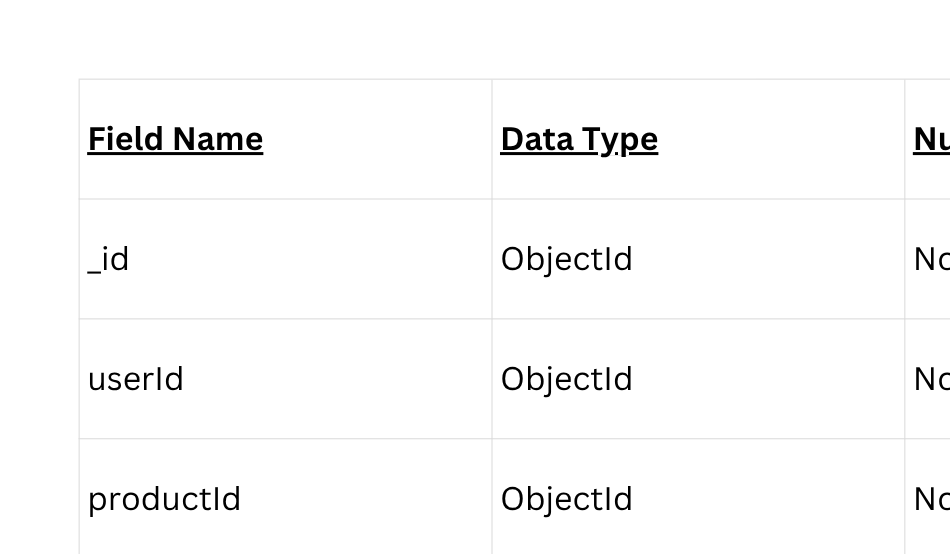 Field Name Data Type
_id ObjectId
userId ObjectId
productId ObjectId